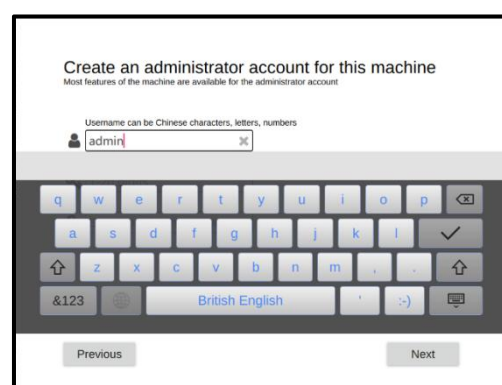 Create an administrator account for this machine
Most features of the machine are available for the administrator account
Username can be Chinese characters, letters, numbers
admin
q w e r t y u i o p
a s d f g h j k l
z x c v b n m , .
&123 British English ' :-)
Previous Next